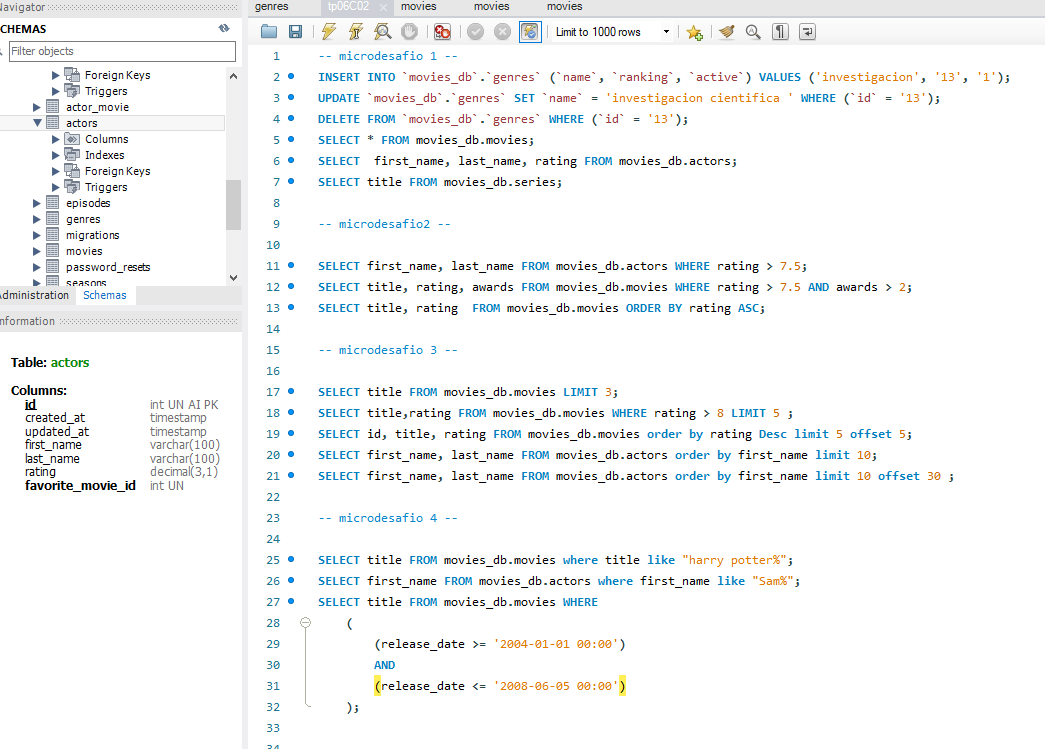 Navigator
genres
tp06C02
movies
movies
movies
SCHEMAS
Filter objects
Limit to 1000 rows
Foreign Keys
Triggers
actor_movie
actors
Columns
Indexes
Foreign Keys
Triggers
episodes
genres
migrations
movies
password_resets
seasons
Administration
Schemas
Information
Table: actors
Columns:
id int UN AI PK
created_at timestamp
updated_at timestamp
first_name varchar(100)
last_name varchar(100)
rating decimal(3,1)
favorite_movie_id int UN
1 -- microdesafio 1 --
2 INSERT INTO `movies_db`.`genres` (`name`, `ranking`, `active`) VALUES ('investigacion', '13', '1');
3 UPDATE `movies_db`.`genres` SET `name` = 'investigacion cientifica ' WHERE (`id` = '13');
4 DELETE FROM `movies_db`.`genres` WHERE (`id` = '13');
5 SELECT * FROM movies_db.movies;
6 SELECT  first_name, last_name, rating FROM movies_db.actors;
7 SELECT title FROM movies_db.series;
8
9 -- microdesafio2 --
10
11 SELECT first_name, last_name FROM movies_db.actors WHERE rating > 7.5;
12 SELECT title, rating, awards FROM movies_db.movies WHERE rating > 7.5 AND awards > 2;
13 SELECT title, rating  FROM movies_db.movies ORDER BY rating ASC;
14
15 -- microdesafio 3 --
16
17 SELECT title FROM movies_db.movies LIMIT 3;
18 SELECT title,rating FROM movies_db.movies WHERE rating > 8 LIMIT 5 ;
19 SELECT id, title, rating FROM movies_db.movies order by rating Desc limit 5 offset 5;
20 SELECT first_name, last_name FROM movies_db.actors order by first_name limit 10;
21 SELECT first_name, last_name FROM movies_db.actors order by first_name limit 10 offset 30 ;
22
23 -- microdesafio 4 --
24
25 SELECT title FROM movies_db.movies where title like "harry potter%";
26 SELECT first_name FROM movies_db.actors where first_name like "Sam%";
27 SELECT title FROM movies_db.movies WHERE
28 (
29 (release_date >= '2004-01-01 00:00')
30 AND
31 (release_date <= '2008-06-05 00:00')
32 );
33
34